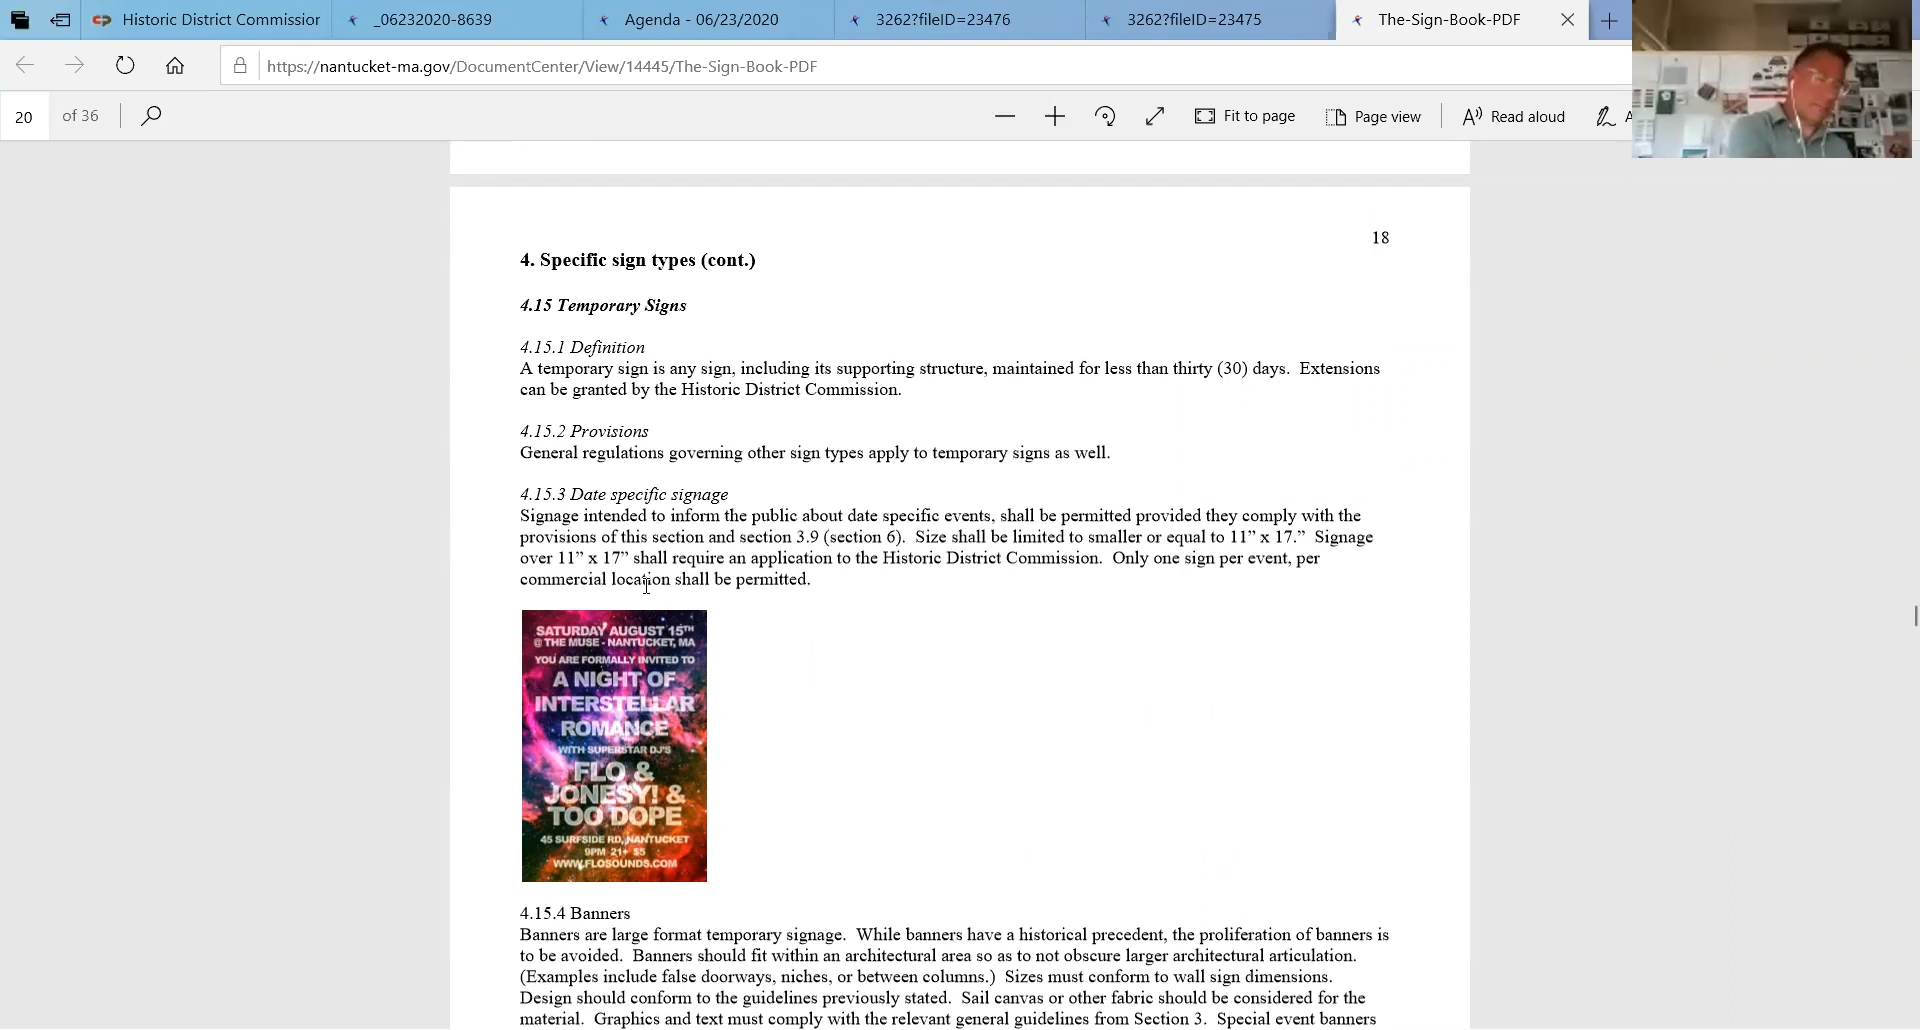 Historic District Commission
_06232020-8639
Agenda - 06/23/2020
3262?fileID=23476
3262?fileID=23475
The-Sign-Book-PDF
https://nantucket-ma.gov/DocumentCenter/View/14445/The-Sign-Book-PDF
20 of 36
Fit to page
Page view
Read aloud
18
4. Specific sign types (cont.)
4.15 Temporary Signs
4.15.1 Definition
A temporary sign is any sign, including its supporting structure, maintained for less than thirty (30) days. Extensions
can be granted by the Historic District Commission.
4.15.2 Provisions
General regulations governing other sign types apply to temporary signs as well.
4.15.3 Date specific signage
Signage intended to inform the public about date specific events, shall be permitted provided they comply with the
provisions of this section and section 3.9 (section 6). Size shall be limited to smaller or equal to 11” x 17.” Signage
over 11” x 17” shall require an application to the Historic District Commission. Only one sign per event, per
commercial location shall be permitted.
SATURDAY AUGUST 15TH
@ THE MUSE - NANTUCKET, MA
YOU ARE FORMALLY INVITED TO
A NIGHT OF
INTERSTELLAR
ROMANCE
WITH SUPERSTAR DJ'S
FLO &
JONESY! &
TOO DOPE
45 SURFSIDE RD, NANTUCKET
9PM 21+ $5
WWW.FLOSOUNDS.COM
4.15.4 Banners
Banners are large format temporary signage. While banners have a historical precedent, the proliferation of banners is
to be avoided. Banners should fit within an architectural area so as to not obscure larger architectural articulation.
(Examples include false doorways, niches, or between columns.) Sizes must conform to wall sign dimensions.
Design should conform to the guidelines previously stated. Sail canvas or other fabric should be considered for the
material. Graphics and text must comply with the relevant general guidelines from Section 3. Special event banners